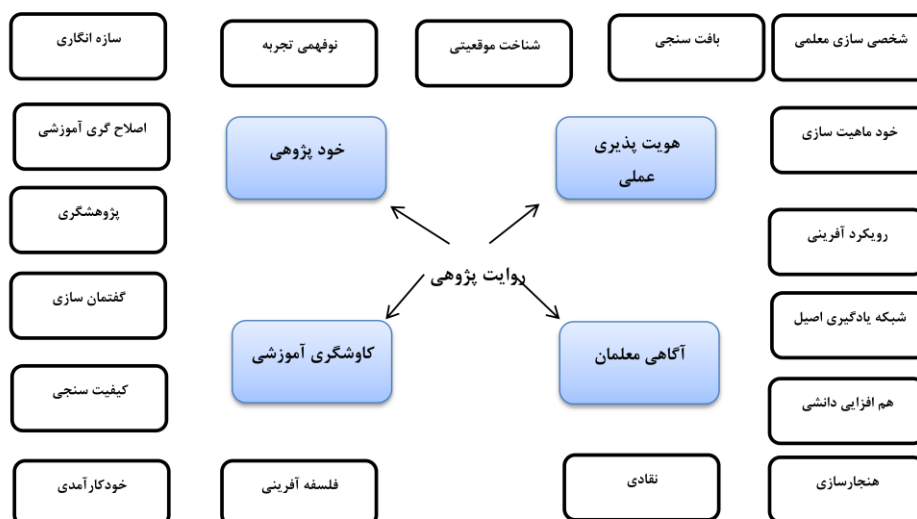 شخصی سازی معلمی
بافت سنجی
شناخت موقعیتی
نوفهمی تجربه
سازه انگاری
خود ماهیت سازی
هویت پذیری
عملی
خود پژوهی
اصلاح گری آموزشی
پژوهشگری
رویکرد آفرینی
روایت پژوهی
گفتمان سازی
شبکه یادگیری اصیل
آگاهی معلمان
کاوشگری آموزشی
کیفیت سنجی
هم افزایی دانشی
هنجارسازی
نقادی
فلسفه آفرینی
خودکارآمدی